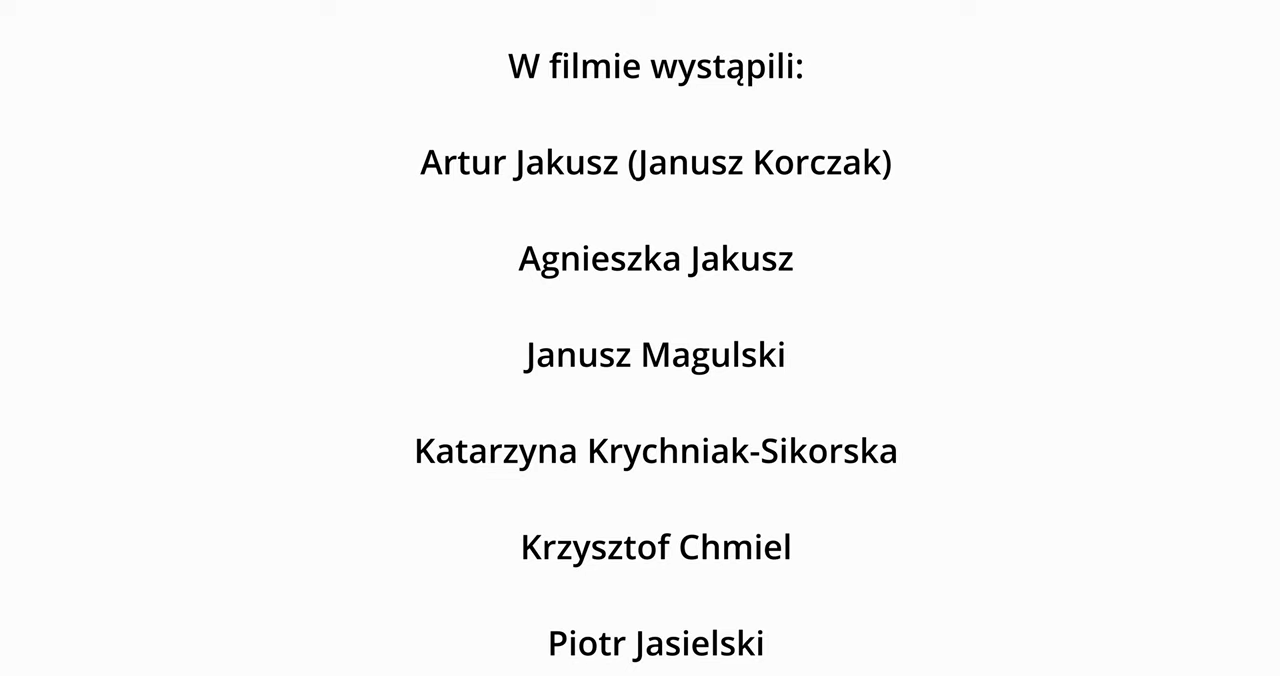 W filmie wystąpili:
Artur Jakusz (Janusz Korczak)
Agnieszka Jakusz
Janusz Magulski
Katarzyna Krychniak-Sikorska
Krzysztof Chmiel
Piotr Jasielski